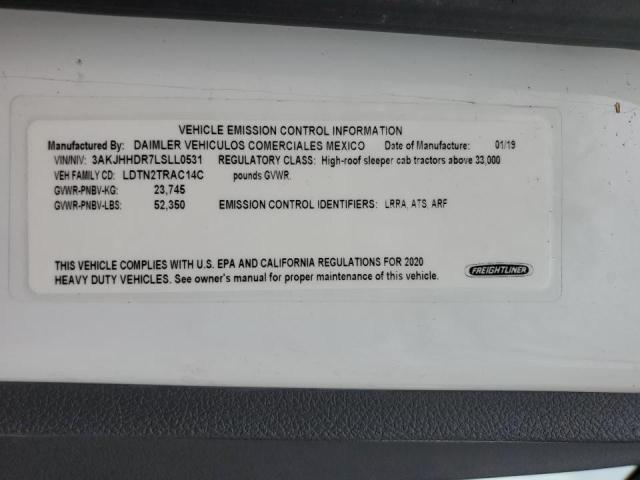 VEHICLE EMISSION CONTROL INFORMATION
Manufactured By: DAIMLER VEHICULOS COMERCIALES MEXICO Date of Manufacture: 01/19
VIN/NIV: 3AKJHHDR7LSLL0531 REGULATORY CLASS: High-roof sleeper cab tractors above 33,000
VEH FAMILY CD: LDTN2TRAC14C pounds GVWR.
GVWR-PNBV-KG: 23,745
GVWR-PNBV-LBS: 52,350 EMISSION CONTROL IDENTIFIERS: LRRA, ATS, ARF
THIS VEHICLE COMPLIES WITH U.S. EPA AND CALIFORNIA REGULATIONS FOR 2020
HEAVY DUTY VEHICLES. See owner's manual for proper maintenance of this vehicle.
FREIGHTLINER